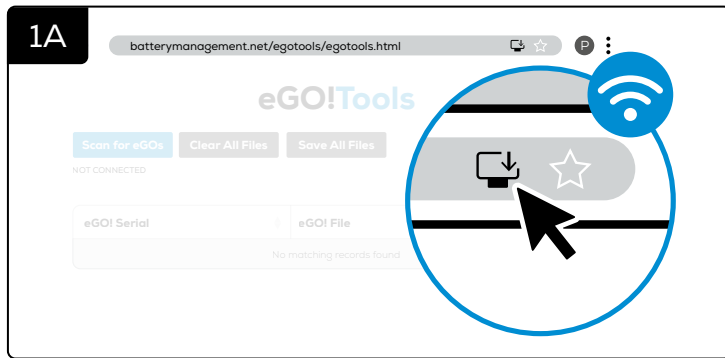 1A
batterymanagement.net/egotools/egotools.html
P
eGO!Tools
Scan for eGOs Clear All Files Save All Files
NOT CONNECTED
eGO! Serial eGO! File
No matching records found